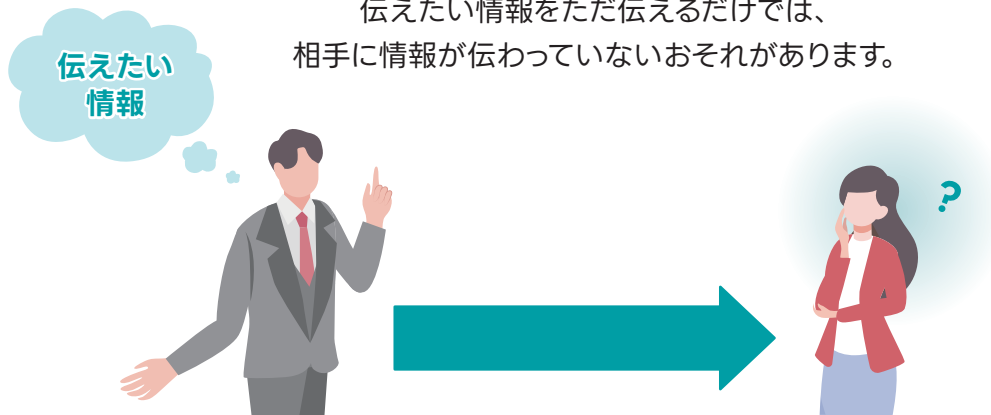 伝えたい情報をただ伝えるだけでは、
相手に情報が伝わっていないおそれがあります。
伝えたい
情報
?